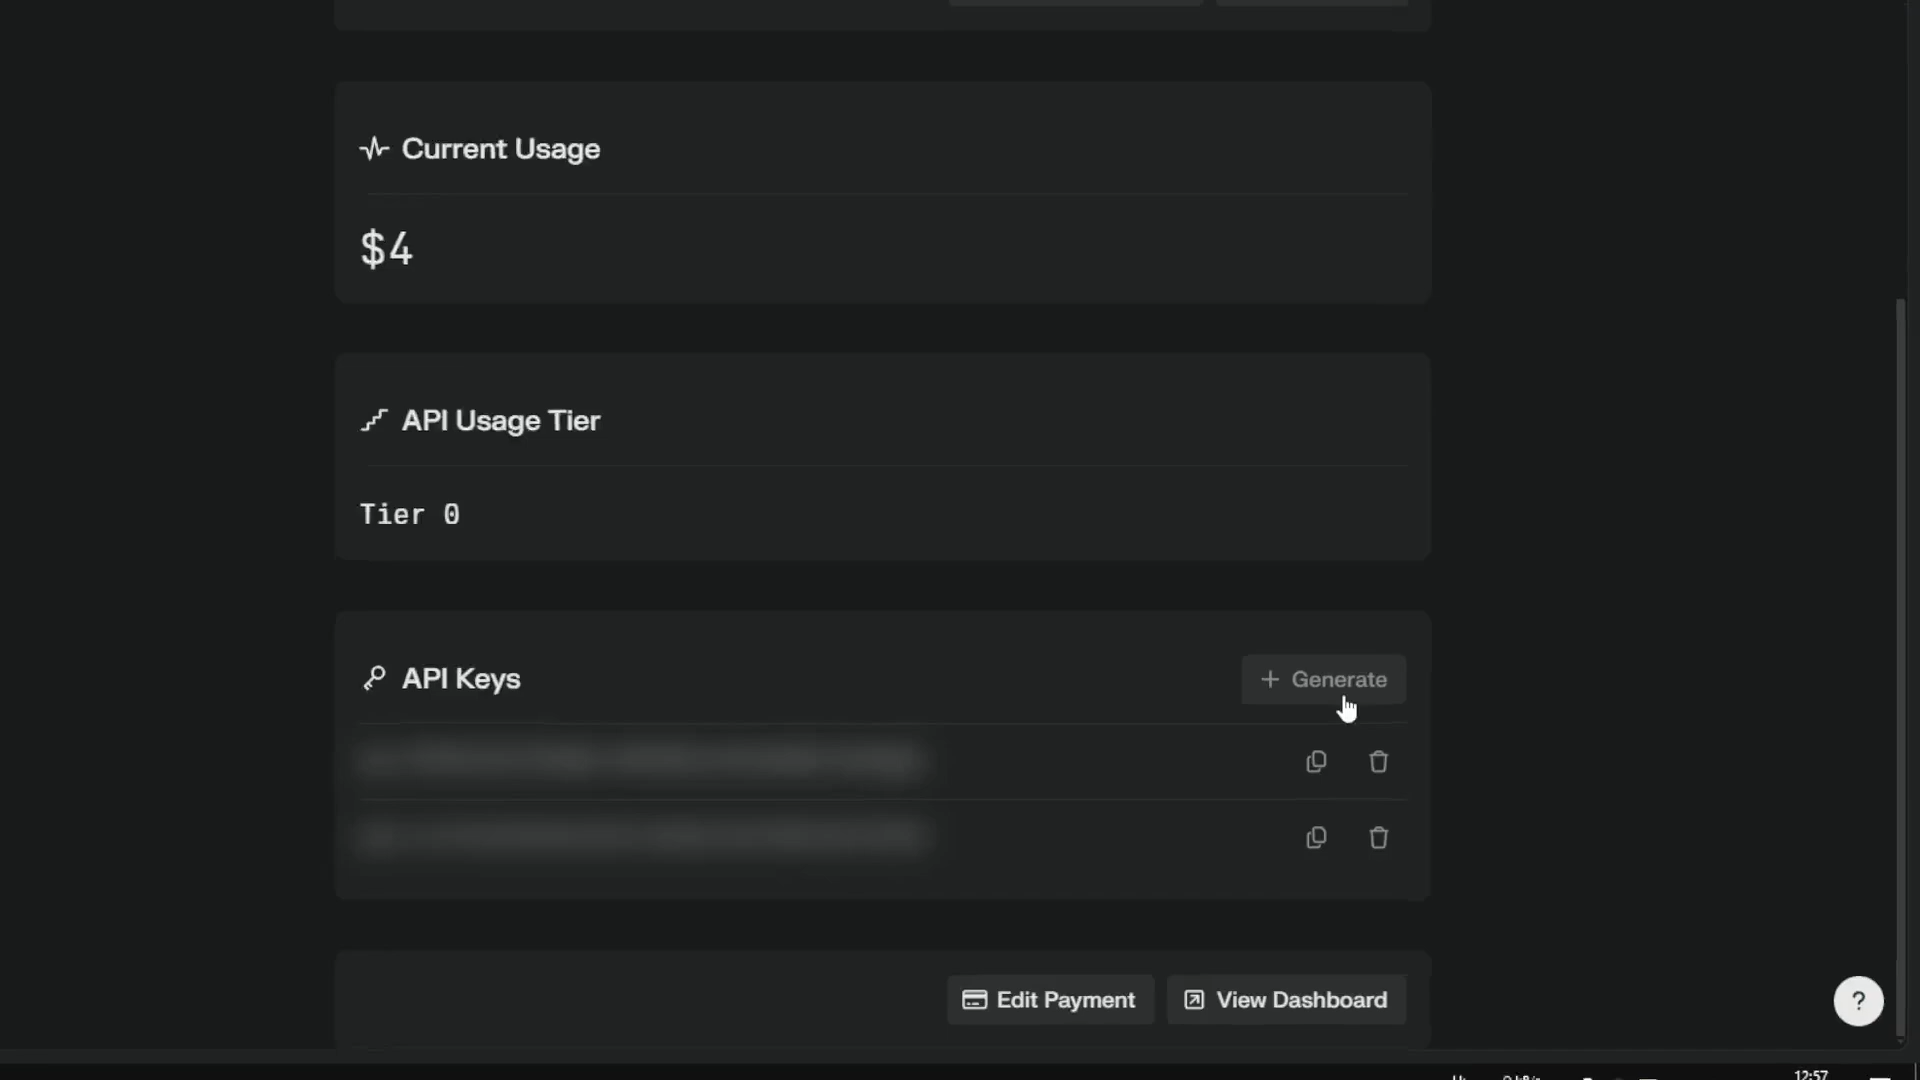 Current Usage
$4
API Usage Tier
Tier 0
API Keys
+ Generate
Edit Payment
View Dashboard
?
12:57